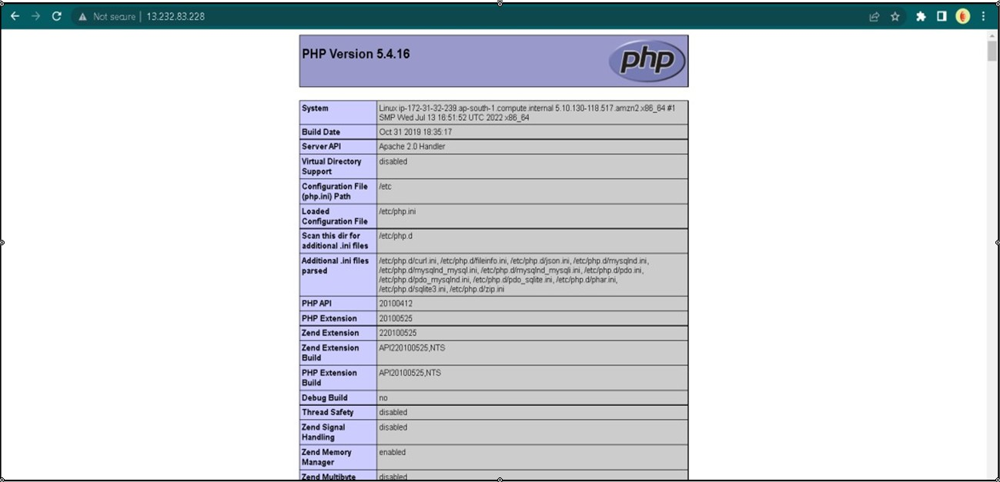 Not secure | 13.232.83.228
PHP Version 5.4.16
php
System
Linux ip-172-31-32-239.ap-south-1.compute.internal 5.10.130-118.517.amzn2.x86_64 #1
SMP Wed Jul 13 16:51:52 UTC 2022 x86_64
Build Date
Oct 31 2019 18:35:17
Server API
Apache 2.0 Handler
Virtual Directory
Support
disabled
Configuration File
(php.ini) Path
/etc
Loaded
Configuration File
/etc/php.ini
Scan this dir for
additional .ini files
/etc/php.d
Additional .ini files
parsed
/etc/php.d/curl.ini, /etc/php.d/fileinfo.ini, /etc/php.d/json.ini, /etc/php.d/mysqlnd.ini,
/etc/php.d/mysqlnd_mysql.ini, /etc/php.d/mysqlnd_mysqli.ini, /etc/php.d/pdo.ini,
/etc/php.d/pdo_mysqlnd.ini, /etc/php.d/pdo_sqlite.ini, /etc/php.d/phar.ini,
/etc/php.d/sqlite3.ini, /etc/php.d/zip.ini
PHP API
20100412
PHP Extension
20100525
Zend Extension
220100525
Zend Extension
Build
API220100525,NTS
PHP Extension
Build
API20100525,NTS
Debug Build
no
Thread Safety
disabled
Zend Signal
Handling
disabled
Zend Memory
Manager
enabled
Zend Multibyte
disabled